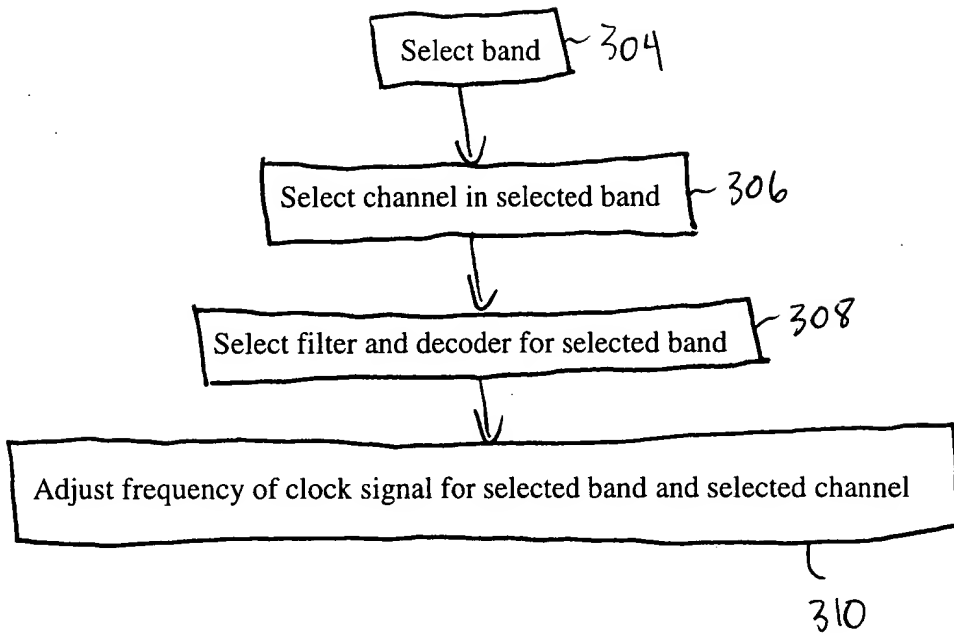 Select band
304
Select channel in selected band
306
Select filter and decoder for selected band
308
Adjust frequency of clock signal for selected band and selected channel
310